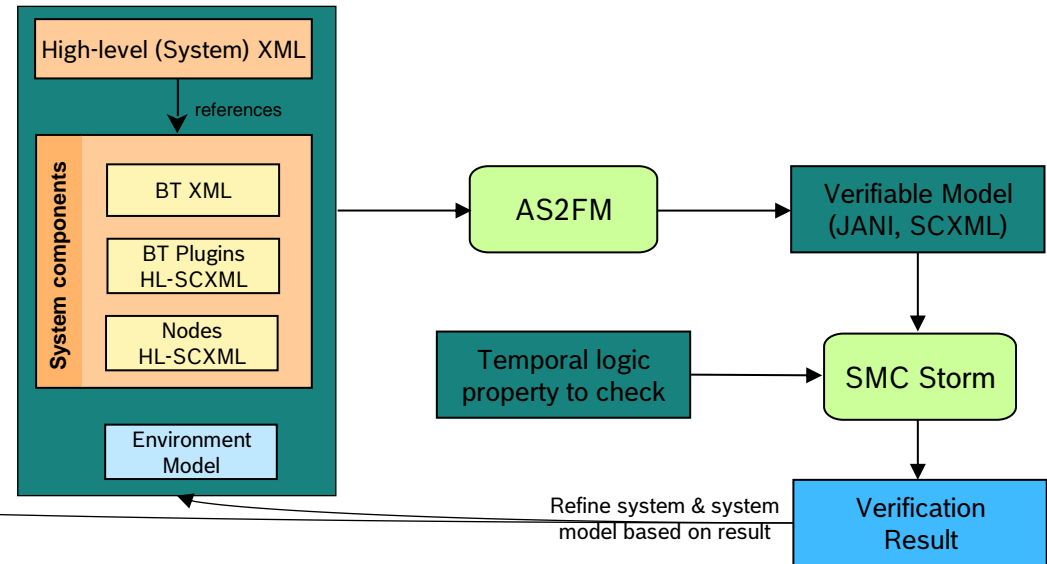 High-level (System) XML
references
System components
BT XML
BT Plugins
HL-SCXML
Nodes
HL-SCXML
Environment
Model
AS2FM
Verifiable Model
(JANI, SCXML)
Temporal logic
property to check
SMC Storm
Refine system & system
model based on result
Verification
Result